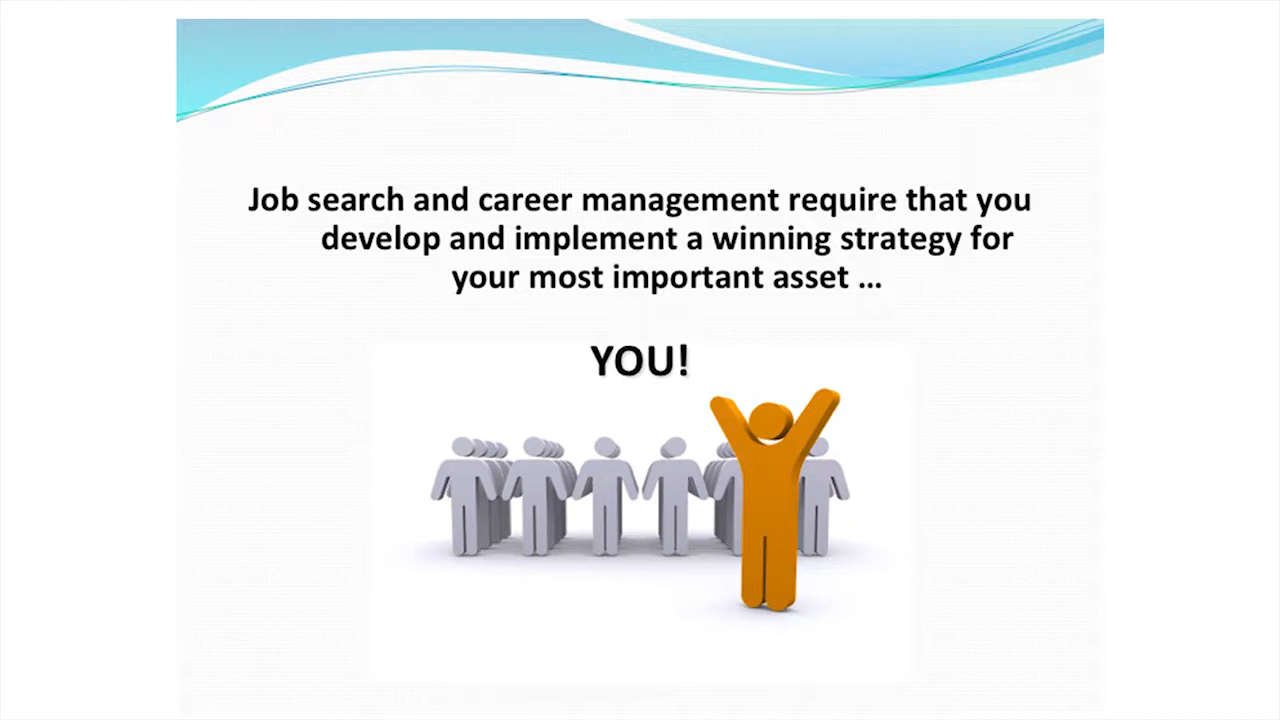 Job search and career management require that you
develop and implement a winning strategy for
your most important asset …
YOU!